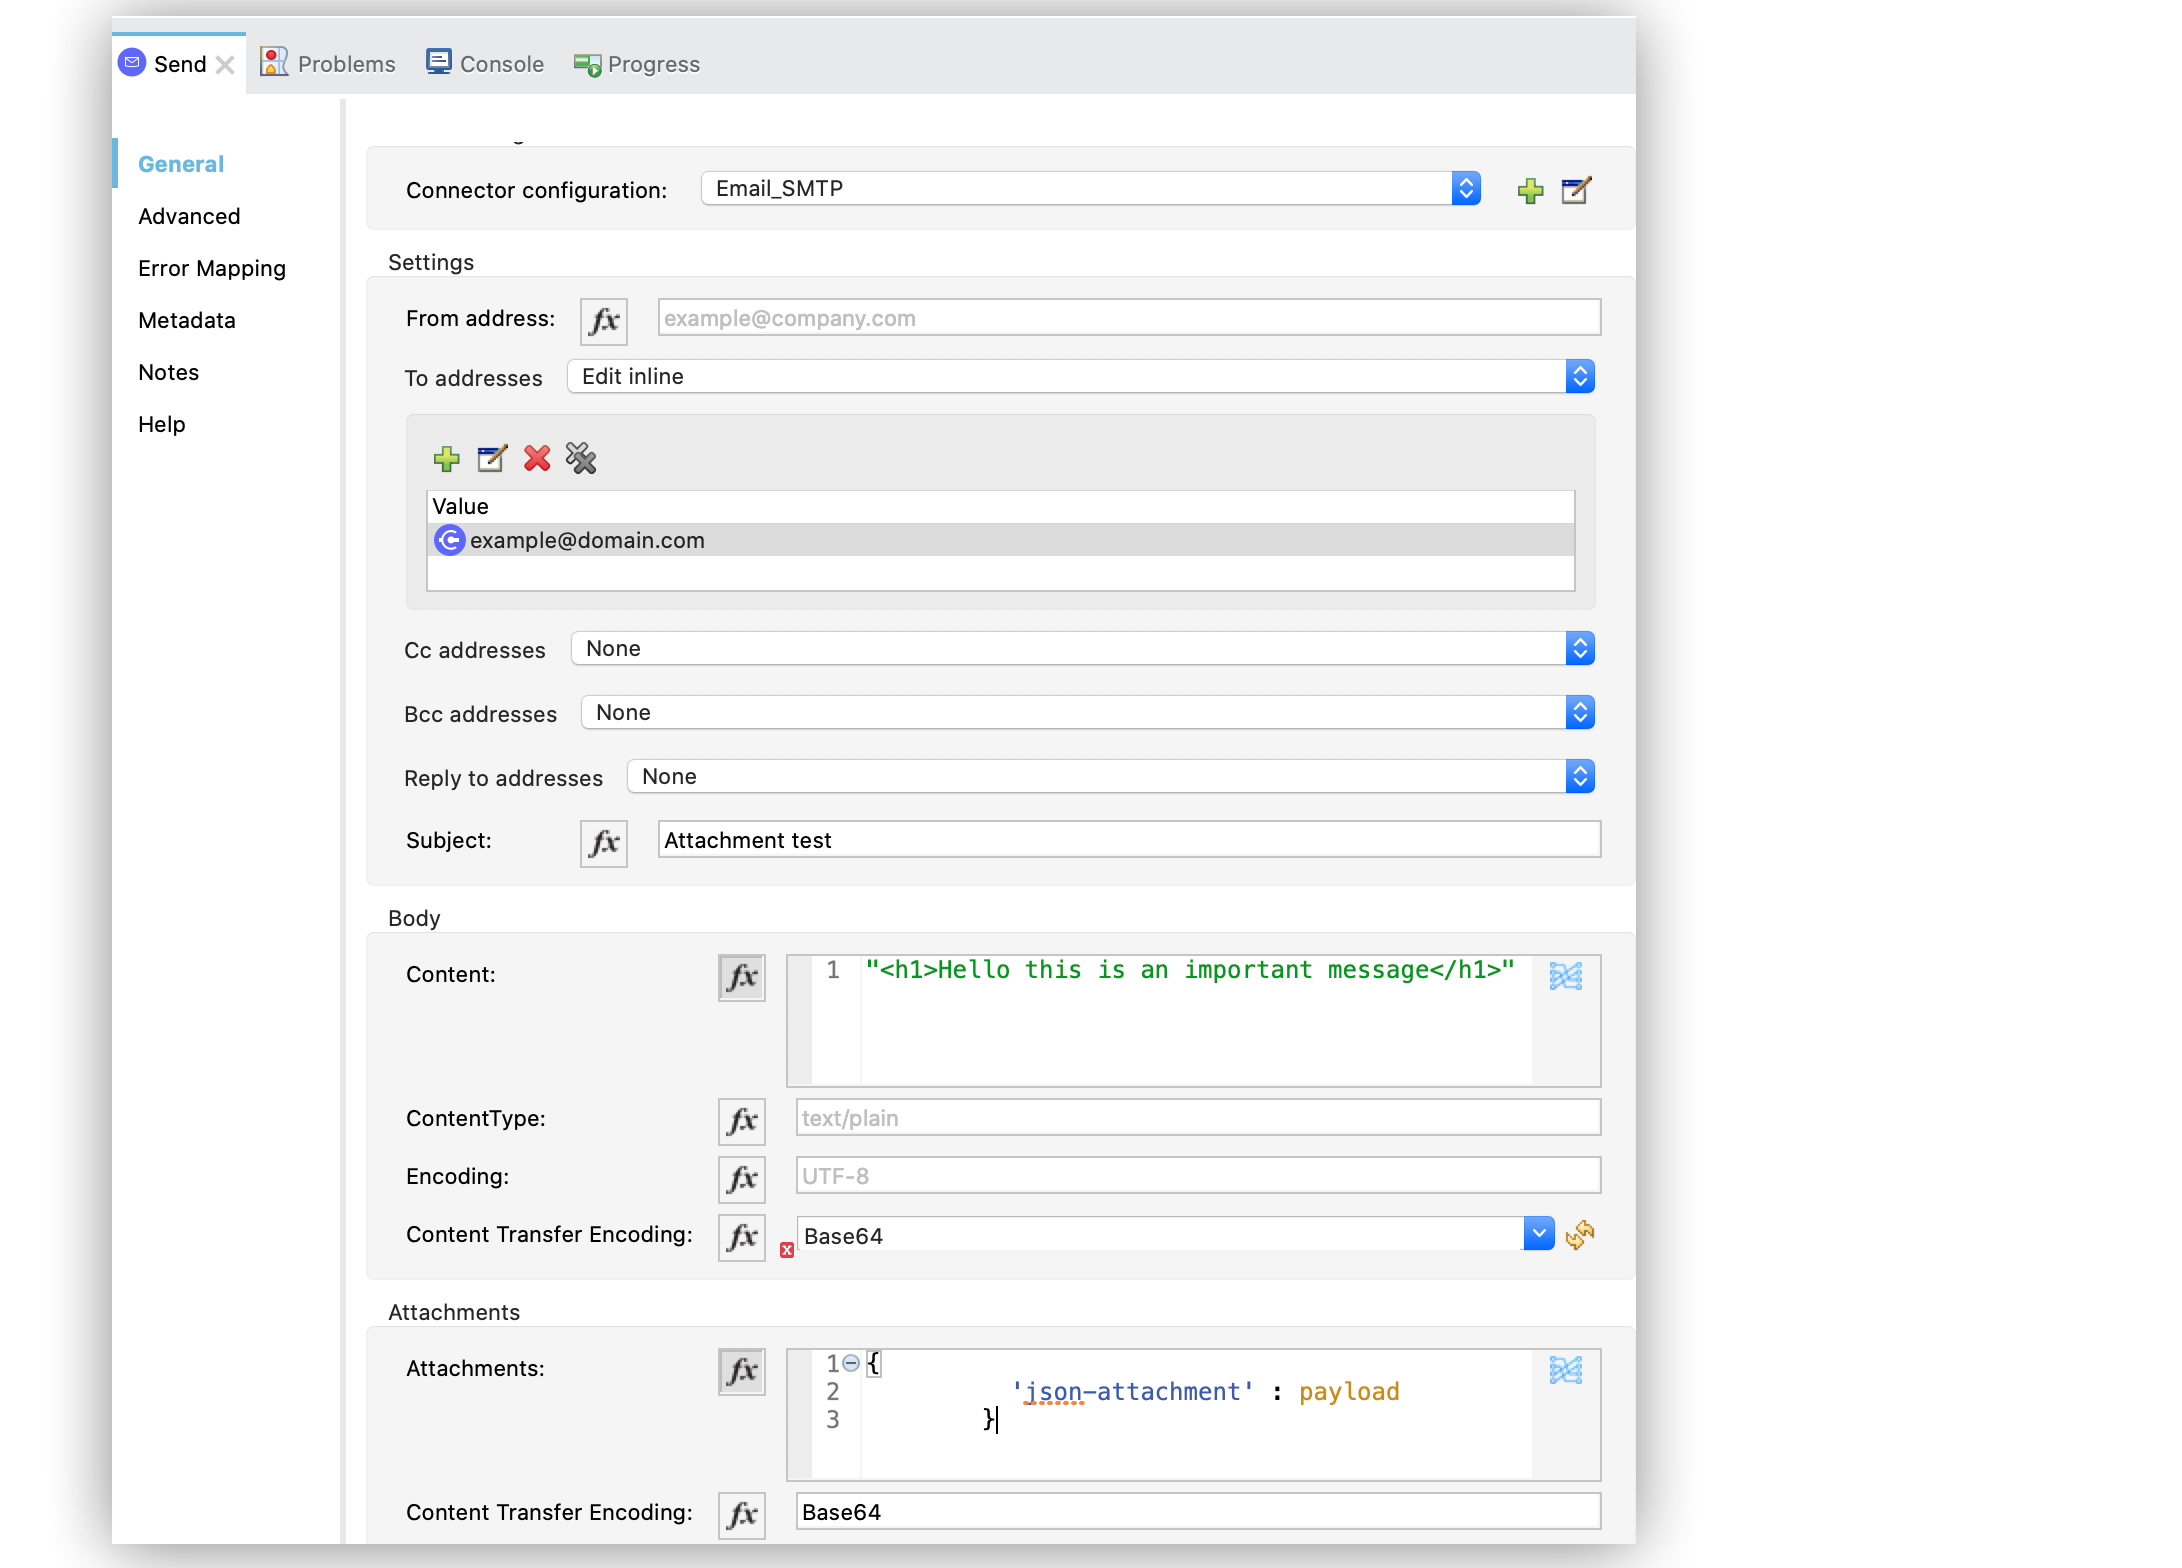 Send Problems Console Progress
General
Advanced
Error Mapping
Metadata
Notes
Help
Connector configuration: Email_SMTP
Settings
From address: fx example@company.com
To addresses Edit inline
Value
example@domain.com
Cc addresses None
Bcc addresses None
Reply to addresses None
Subject: fx Attachment test
Body
Content: fx 1 "<h1>Hello this is an important message</h1>"
ContentType: fx text/plain
Encoding: fx UTF-8
Content Transfer Encoding: fx Base64
Attachments
Attachments: fx 1 {
2 'json-attachment' : payload
3 }
Content Transfer Encoding: fx Base64